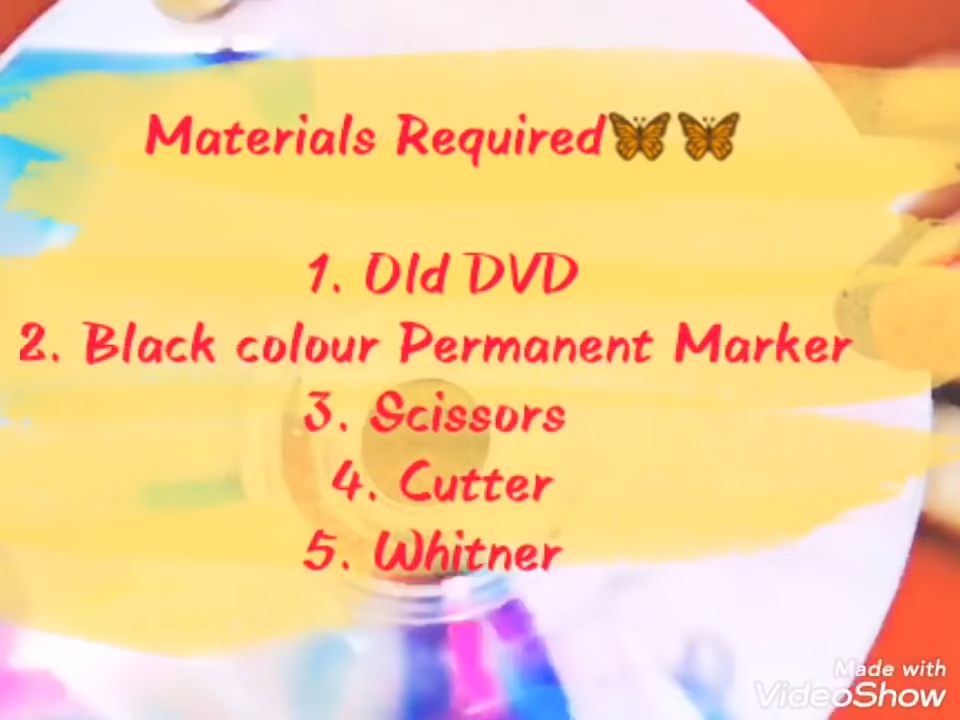 Materials Required🦋🦋
1. Old DVD
2. Black colour Permanent Marker
3. Scissors
4. Cutter
5. Whitner
Made with
VideoShow